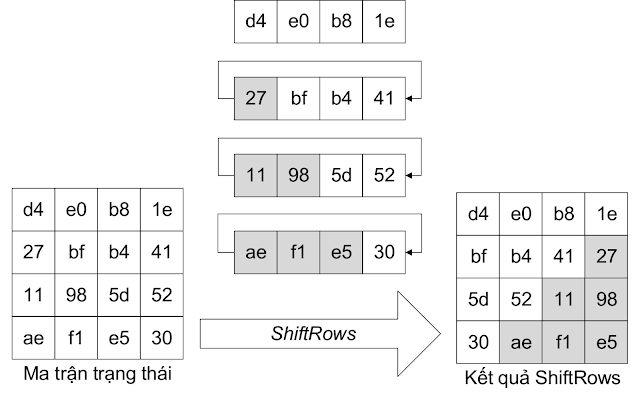 d4 e0 b8 1e
27 bf b4 41
11 98 5d 52
ae f1 e5 30
d4 e0 b8 1e
27 bf b4 41
11 98 5d 52
ae f1 e5 30
Ma trận trạng thái
ShiftRows
d4 e0 b8 1e
bf b4 41 27
5d 52 11 98
30 ae f1 e5
Kết quả ShiftRows